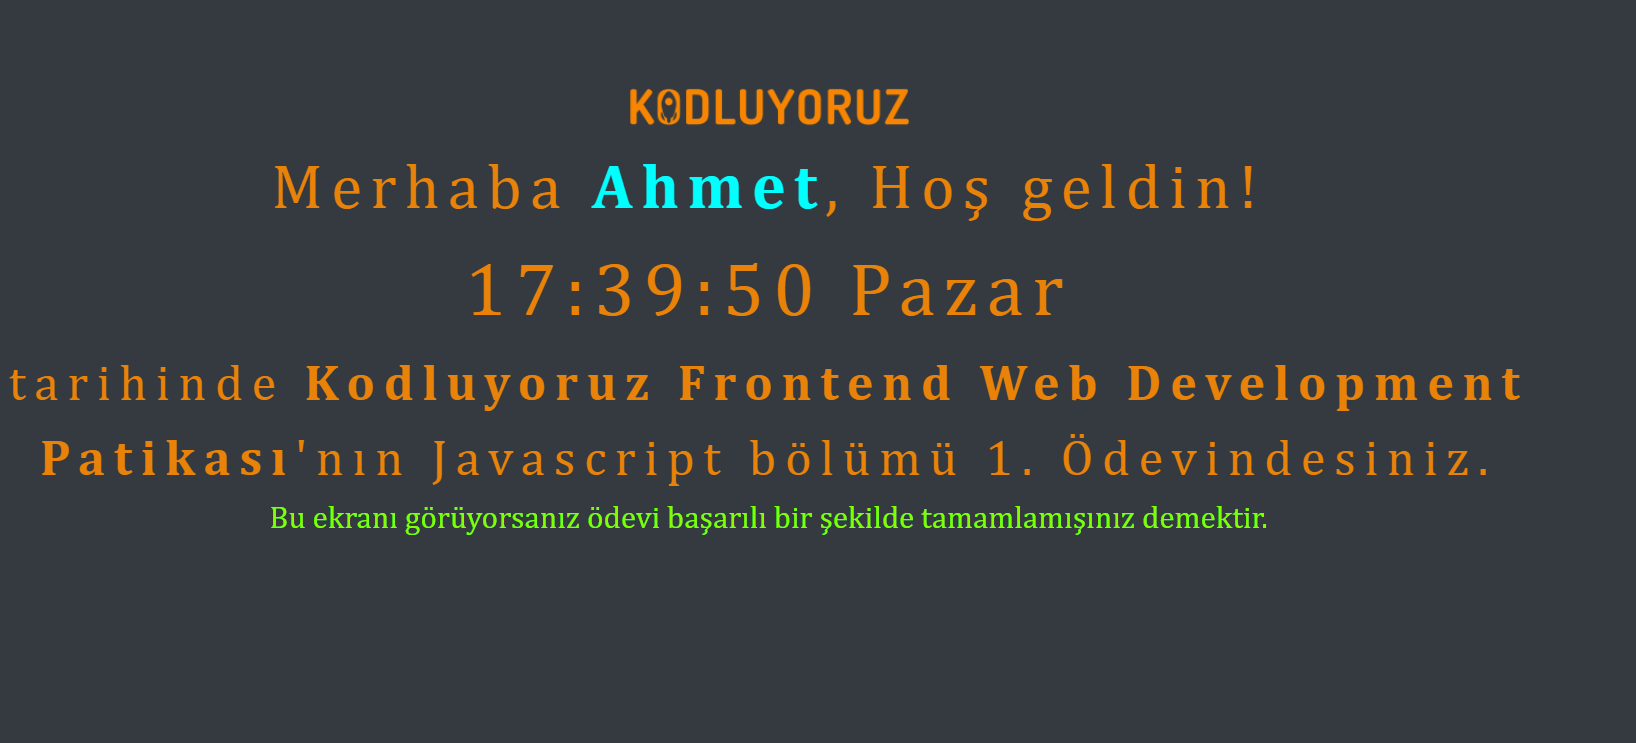 KODLUYORUZ
Merhaba Ahmet, Hoş geldin!
17:39:50 Pazar
tarihinde Kodluyoruz Frontend Web Development
Patikası'nın Javascript bölümü 1. Ödevindesiniz.
Bu ekranı görüyorsanız ödevi başarılı bir şekilde tamamlamışınız demektir.